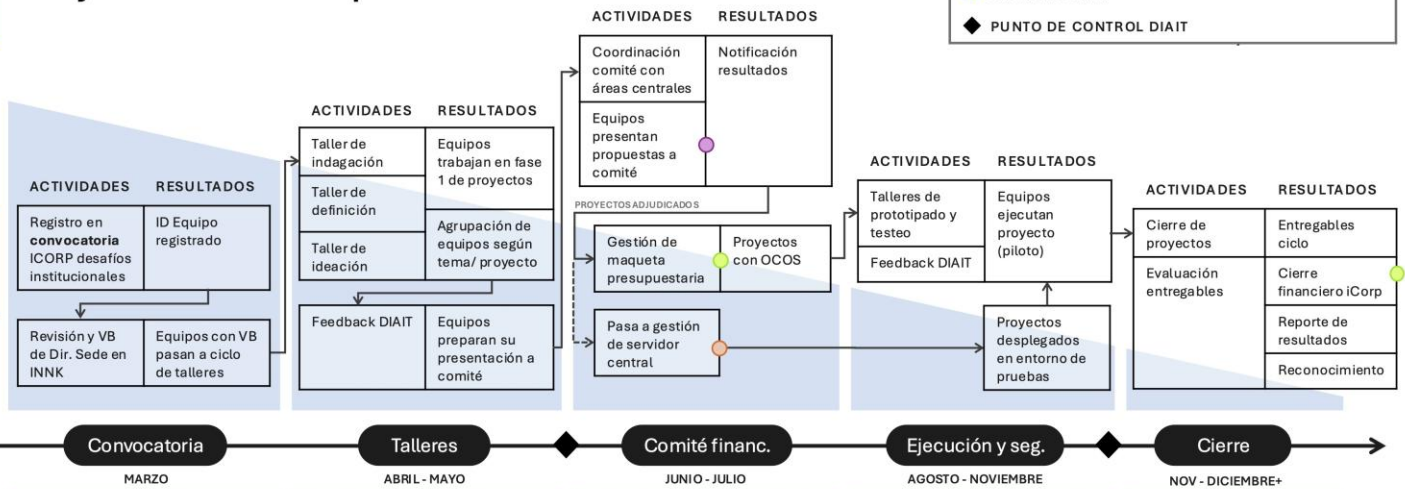 ◆ PUNTO DE CONTROL DIAIT
ACTIVIDADES RESULTADOS
Registro en
convocatoria
ICORP desafíos
institucionales
ID Equipo
registrado
Revisión y VB
de Dir. Sede en
INNK
Equipos con VB
pasan a ciclo
de talleres
ACTIVIDADES RESULTADOS
Taller de
indagación
Taller de
definición
Taller de
ideación
Equipos
trabajan en fase
1 de proyectos
Agrupación de
equipos según
tema/ proyecto
Feedback DIAIT
Equipos
preparan su
presentación a
comité
ACTIVIDADES RESULTADOS
Coordinación
comité con
áreas centrales
Equipos
presentan
propuestas a
comité
Notificación
resultados
PROYECTOS ADJUDICADOS
Gestión de
maqueta
presupuestaria
Proyectos
con OCOS
Pasa a gestión
de servidor
central
ACTIVIDADES RESULTADOS
Talleres de
prototipado y
testeo
Feedback DIAIT
Equipos
ejecutan
proyecto
(piloto)
Proyectos
desplegados
en entorno de
pruebas
ACTIVIDADES RESULTADOS
Cierre de
proyectos
Evaluación
entregables
Entregables
ciclo
Cierre
financiero iCorp
Reporte de
resultados
Reconocimiento
Convocatoria
MARZO
Talleres
ABRIL - MAYO
Comité financ.
JUNIO - JULIO
Ejecución y seg.
AGOSTO - NOVIEMBRE
Cierre
NOV - DICIEMBRE+